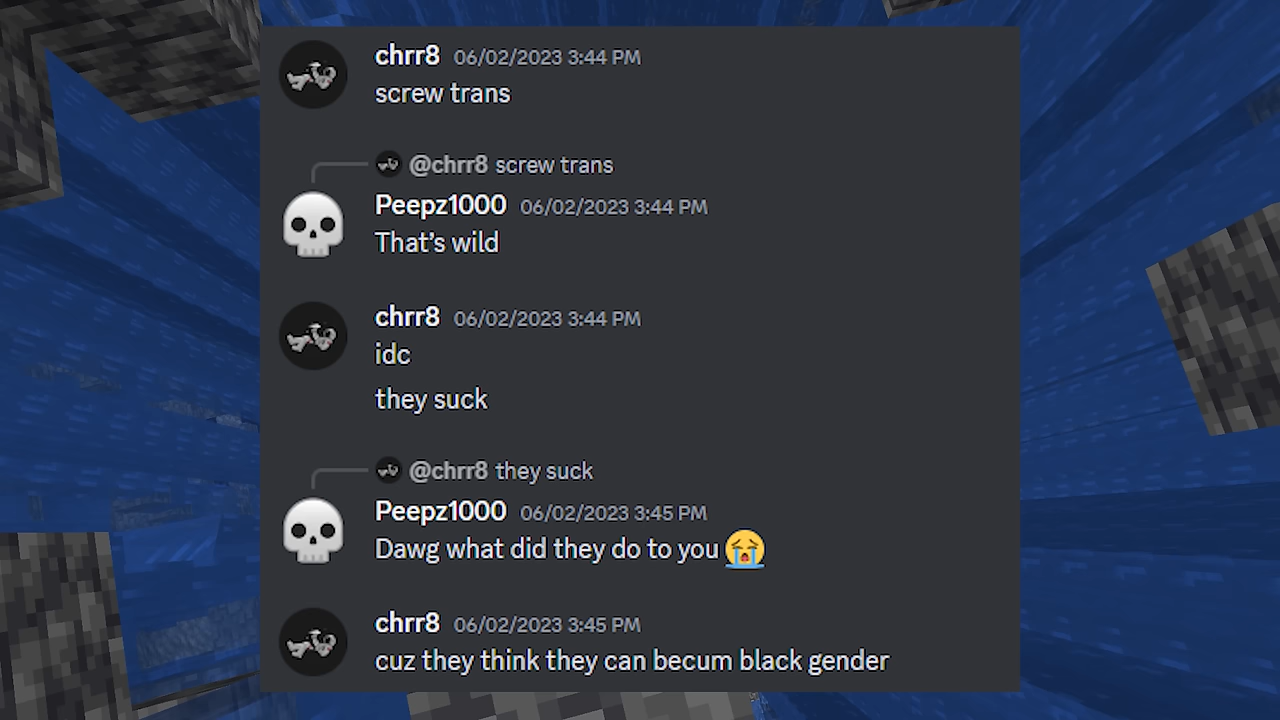 chrr8 06/02/2023 3:44 PM
screw trans
@chrr8 screw trans
Peepz1000 06/02/2023 3:44 PM
That’s wild
chrr8 06/02/2023 3:44 PM
idc
they suck
@chrr8 they suck
Peepz1000 06/02/2023 3:45 PM
Dawg what did they do to you 😭
chrr8 06/02/2023 3:45 PM
cuz they think they can becum black gender